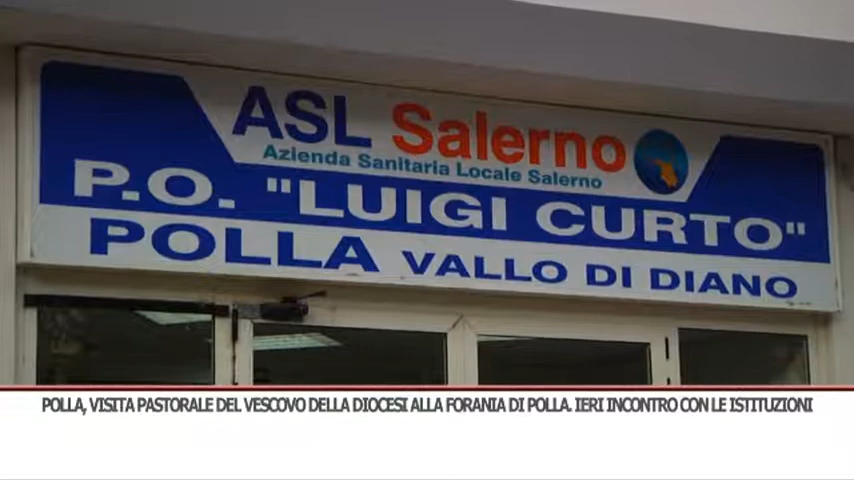 ASL Salerno
Azienda Sanitaria Locale Salerno
P.O. "LUIGI CURTO"
POLLA VALLO DI DIANO
POLLA, VISITA PASTORALE DEL VESCOVO DELLA DIOCESI ALLA FORANIA DI POLLA. IERI INCONTRO CON LE ISTITUZIONI